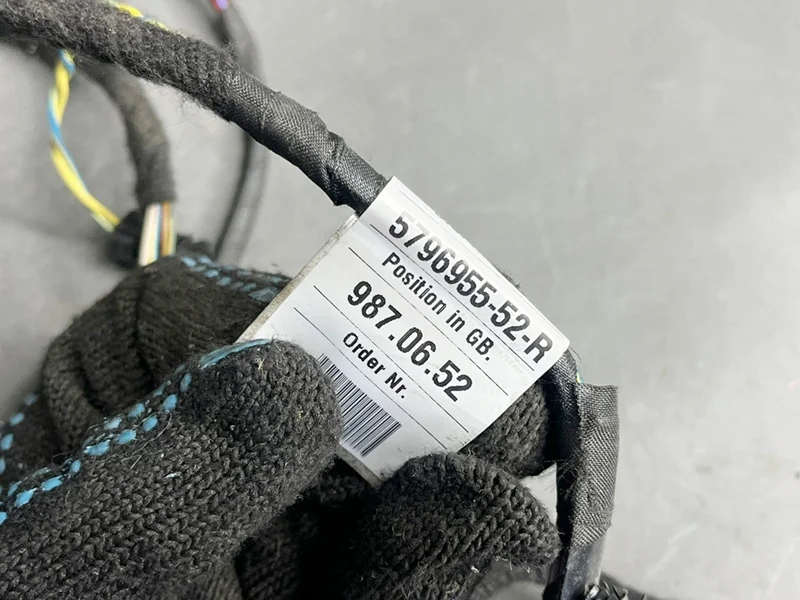 5796955-52-R
Position in GB.
987.06.52
Order Nr.